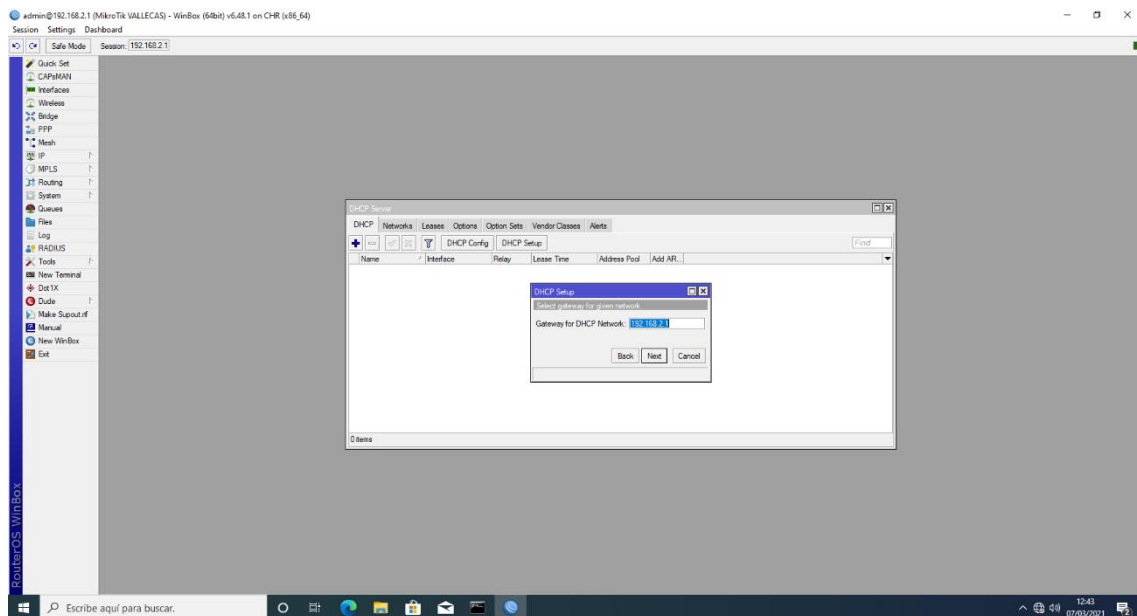 admin@192.168.2.1 (MikroTik VALLECAS) - WinBox (64bit) v6.48.1 on CHR (x86_64)
Session Settings Dashboard
Safe Mode Session: 192.168.2.1
Quick Set
CAPsMAN
Interfaces
Wireless
Bridge
PPP
Mesh
IP
MPLS
Routing
System
Queues
Files
Log
RADIUS
Tools
New Terminal
Dot1X
Dude
Make Supout.rif
Manual
New WinBox
Exit
RouterOS WinBox
DHCP Server
DHCP Networks Leases Options Option Sets Vendor Classes Alerts
DHCP Config DHCP Setup Find
Name Interface Relay Lease Time Address Pool Add AR...
DHCP Setup
Select gateway for given network
Gateway for DHCP Network: 192.168.2.1
Back Next Cancel
0 items
Escribe aquí para buscar.
12:43
07/03/2021